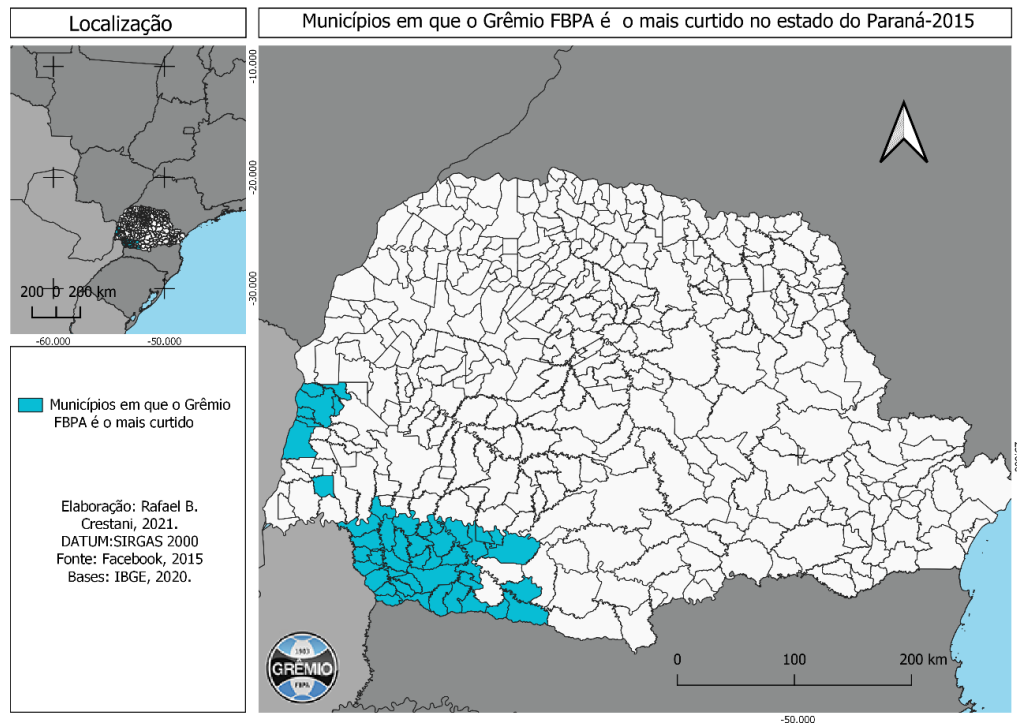 Localização
Municípios em que o Grêmio FBPA é o mais curtido no estado do Paraná-2015
-10.000
-20.000
-30.000
200 0 200 km
-60.000
-50.000
Municípios em que o Grêmio
FBPA é o mais curtido
Elaboração: Rafael B.
Crestani, 2021.
DATUM:SIRGAS 2000
Fonte: Facebook, 2015
Bases: IBGE, 2020.
1903
GRÊMIO
FBPA
0
100
200 km
-50.000